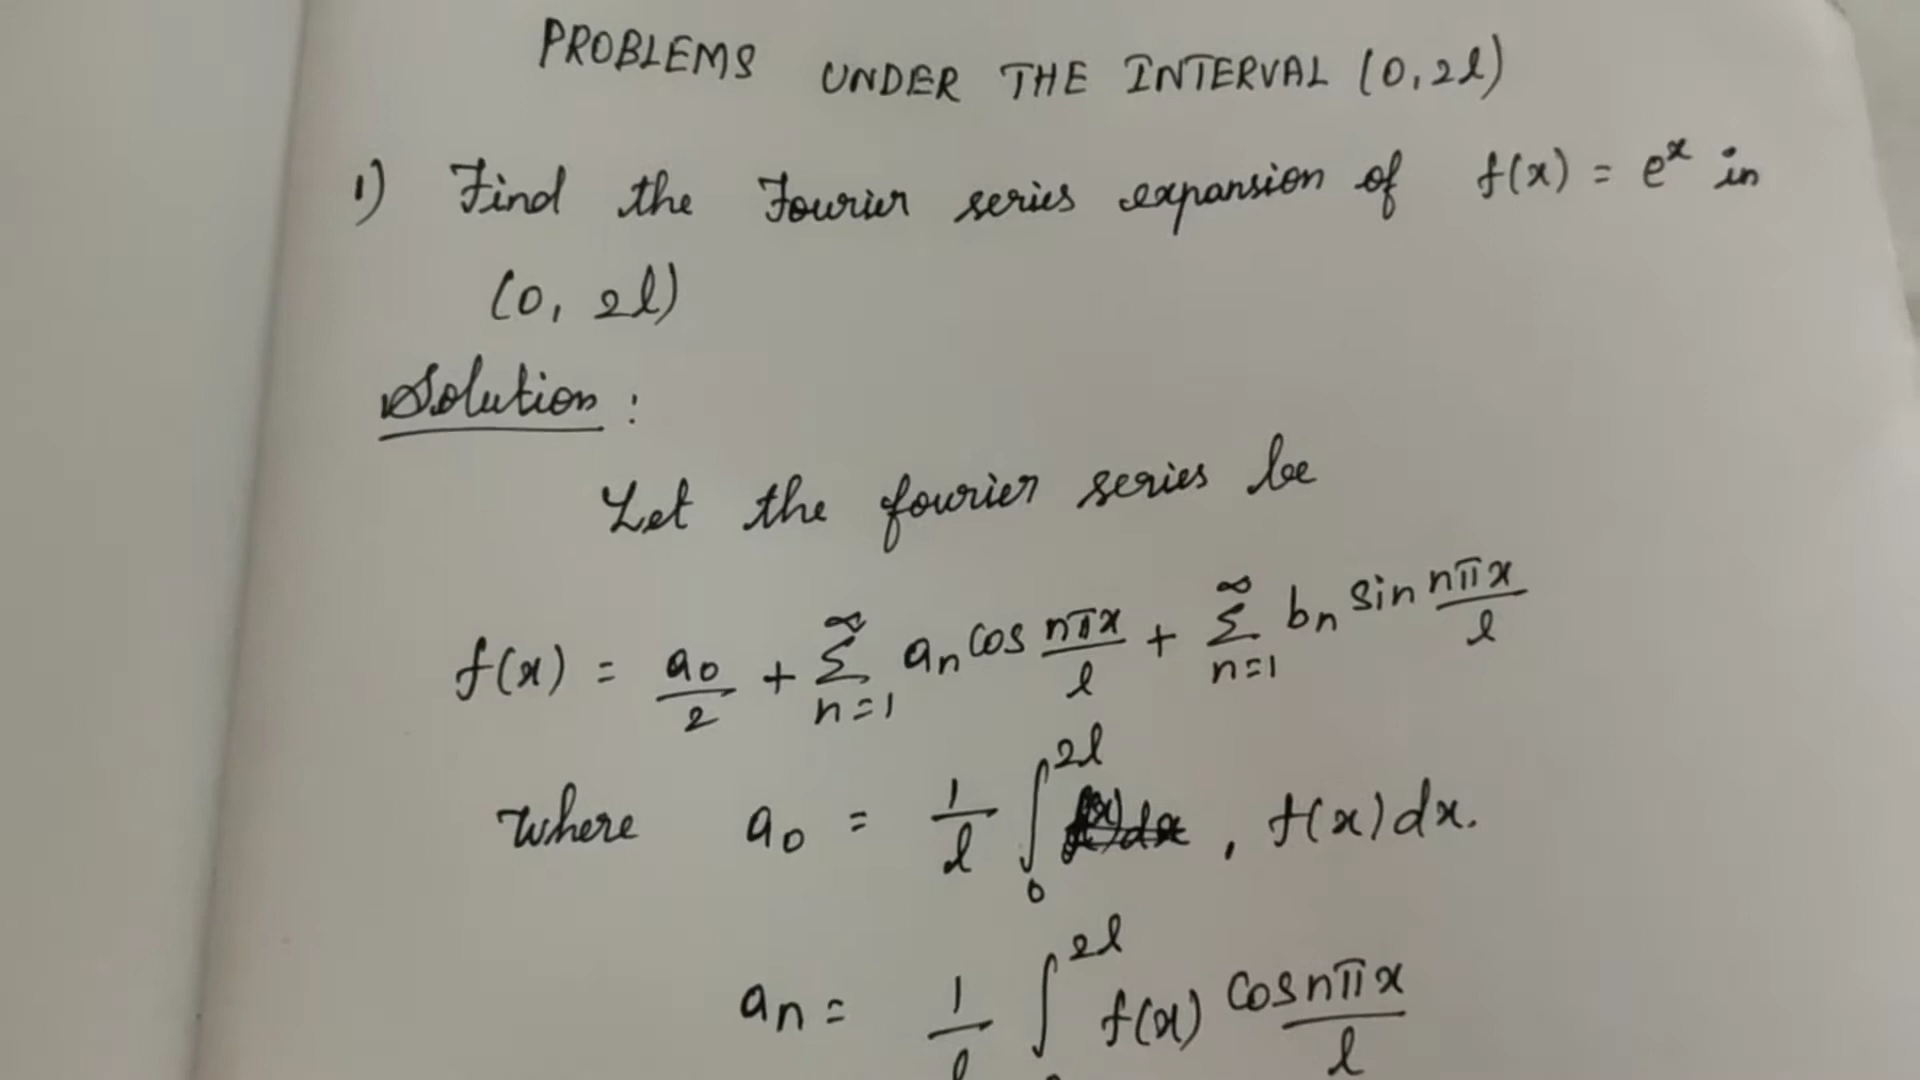 PROBLEMS UNDER THE INTERVAL (0, 2l)
1) Find the Fourier series expansion of f(x) = e^x in
(0, 2l)
Solution :
Let the fourier series be
f(x) = a0/2 + ∑_{n=1}^{∞} an cos nπx/l + ∑_{n=1}^{∞} bn sin nπx/l
where a0 = 1/l ∫_0^{2l} , f(x) dx.
an = 1/l ∫^{2l} f(x) cos nπx/l